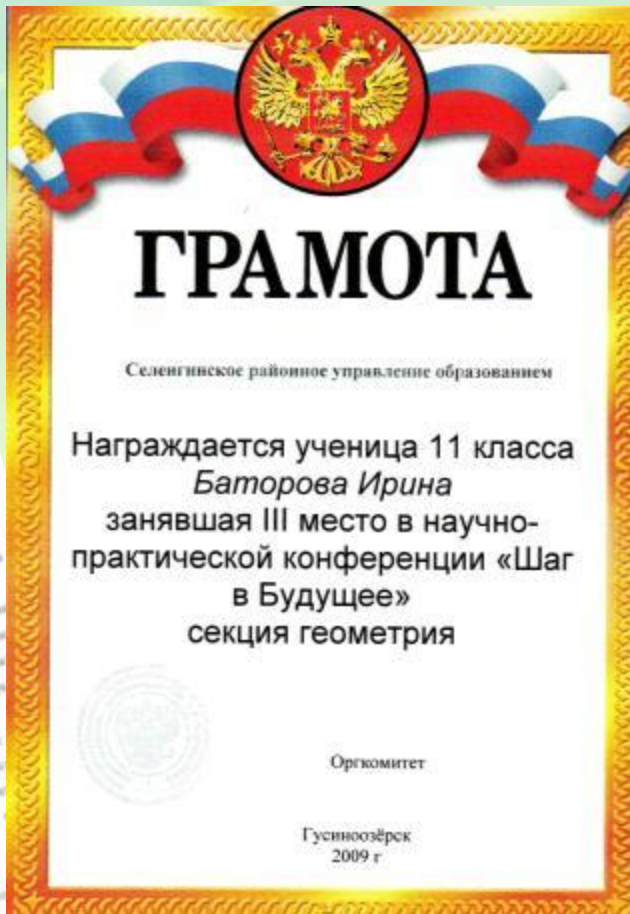 ГРАМОТА
Селенгинское районное управление образованием
Награждается ученица 11 класса
Баторова Ирина
занявшая III место в научно-
практической конференции «Шаг
в Будущее»
секция геометрия
Оргкомитет
Гусиноозёрск
2009 г